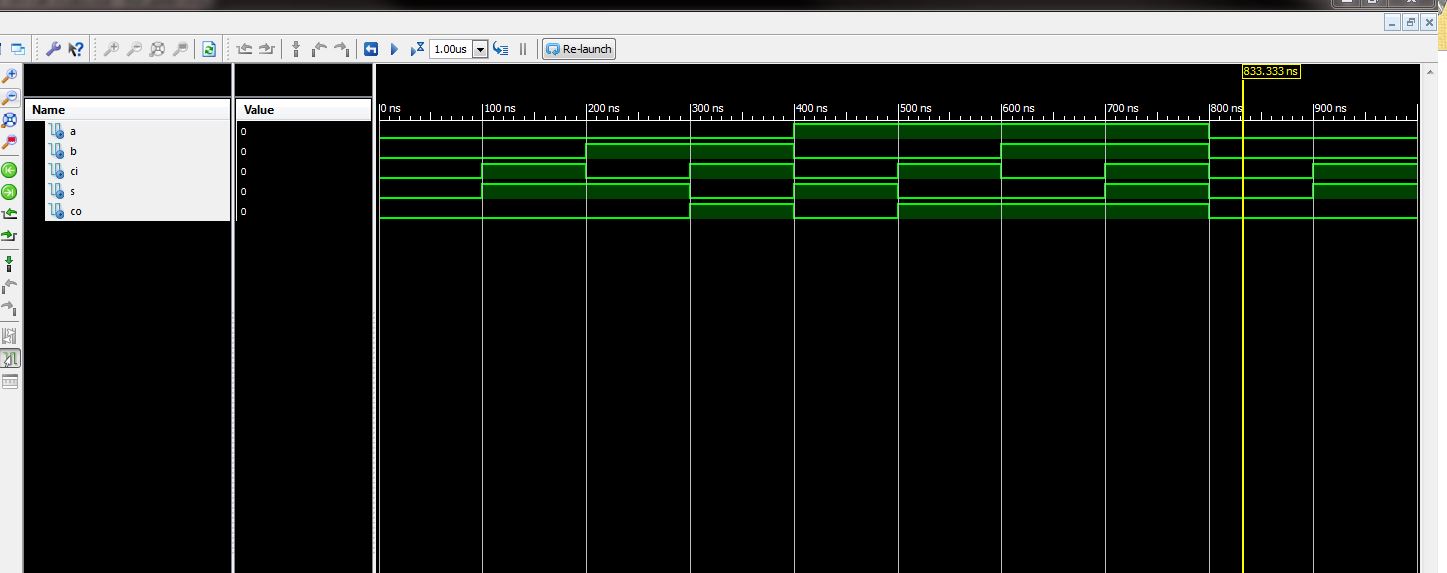 1.00us Re-launch
833.333 ns
Name Value
0 ns 100 ns 200 ns 300 ns 400 ns 500 ns 600 ns 700 ns 800 ns 900 ns
a 0
b 0
ci 0
s 0
co 0